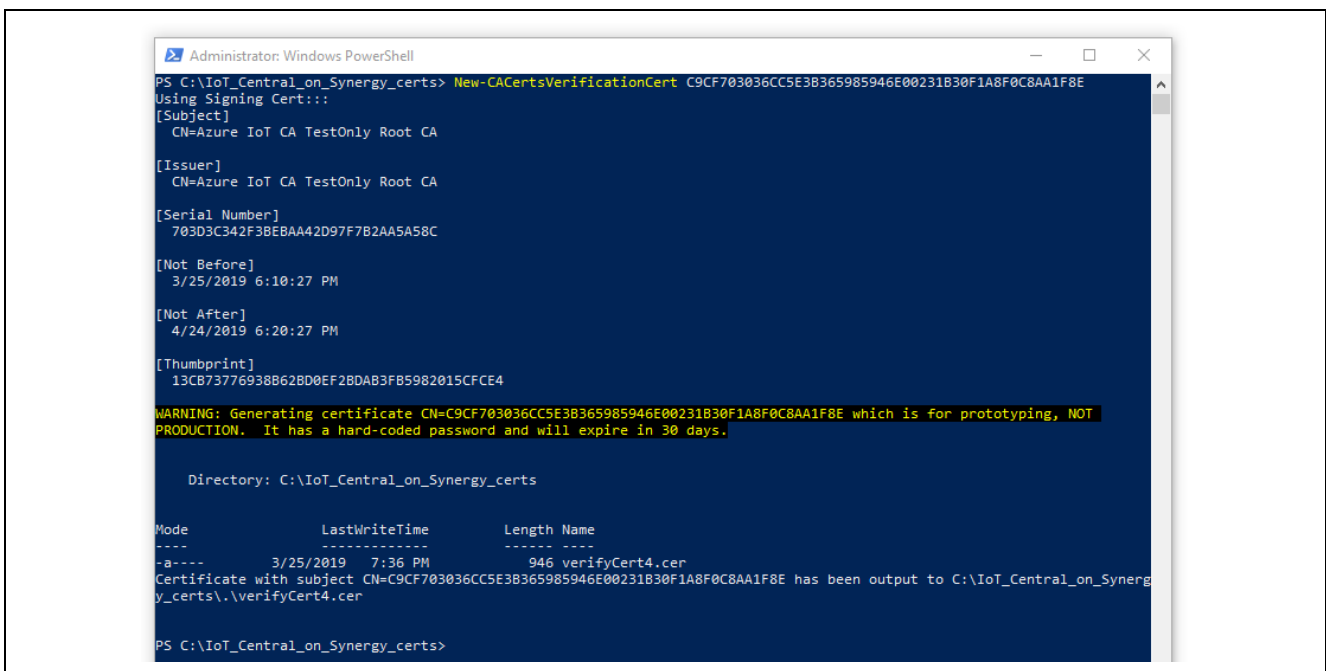 Administrator: Windows PowerShell
PS C:\IoT_Central_on_Synergy_certs> New-CACertsVerificationCert C9CF703036CC5E3B365985946E00231B30F1A8F0C8AA1F8E
Using Signing Cert:::
[Subject]
  CN=Azure IoT CA TestOnly Root CA
[Issuer]
  CN=Azure IoT CA TestOnly Root CA
[Serial Number]
  703D3C342F3BEBAA42D97F7B2AA5A58C
[Not Before]
  3/25/2019 6:10:27 PM
[Not After]
  4/24/2019 6:20:27 PM
[Thumbprint]
  13CB73776938B62BD0EF2BDAB3FB5982015CFCE4
WARNING: Generating certificate CN=C9CF703036CC5E3B365985946E00231B30F1A8F0C8AA1F8E which is for prototyping, NOT
PRODUCTION.  It has a hard-coded password and will expire in 30 days.
    Directory: C:\IoT_Central_on_Synergy_certs
Mode                LastWriteTime         Length Name
----                -------------         ------ ----
-a----        3/25/2019   7:36 PM            946 verifyCert4.cer
Certificate with subject CN=C9CF703036CC5E3B365985946E00231B30F1A8F0C8AA1F8E has been output to C:\IoT_Central_on_Synerg
y_certs\.\verifyCert4.cer
PS C:\IoT_Central_on_Synergy_certs>